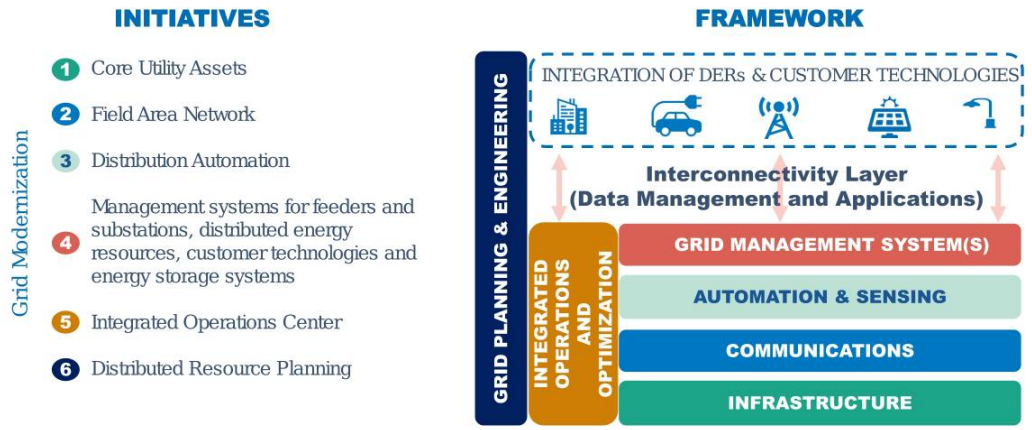 INITIATIVES
Grid Modernization
1 Core Utility Assets
2 Field Area Network
3 Distribution Automation
4 Management systems for feeders and
substations, distributed energy
resources, customer technologies and
energy storage systems
5 Integrated Operations Center
6 Distributed Resource Planning
FRAMEWORK
GRID PLANNING & ENGINEERING
INTEGRATION OF DERs & CUSTOMER TECHNOLOGIES
Interconnectivity Layer
(Data Management and Applications)
INTEGRATED
OPERATIONS
AND
OPTIMIZATION
GRID MANAGEMENT SYSTEM(S)
AUTOMATION & SENSING
COMMUNICATIONS
INFRASTRUCTURE